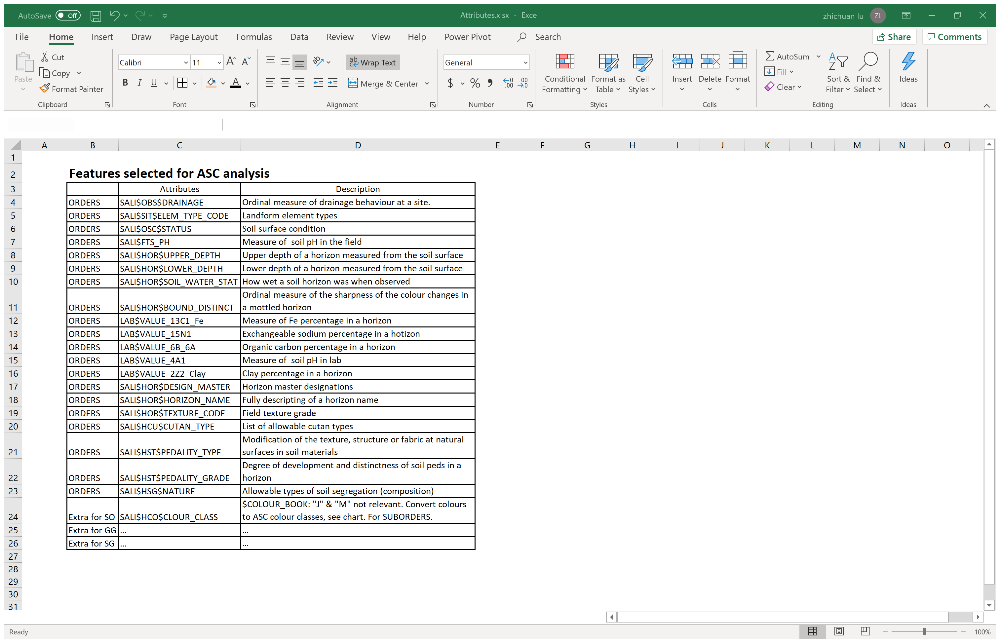 AutoSave Off Attributes.xlsx - Excel zhichuan lu ZL
File Home Insert Draw Page Layout Formulas Data Review View Help Power Pivot Search Share Comments
Paste Cut Copy Format Painter Clipboard
Calibri 11 A A B I U A Font
ab c Wrap Text Merge & Center Alignment
General $ % , .00 .0 Number
Conditional Formatting Format as Table Cell Styles Styles
Insert Delete Format Cells
AutoSum Fill Clear Sort & Filter Find & Select Editing
Ideas Ideas
A B C D E F G H I J K L M N O
1
2 Features selected for ASC analysis
3 Attributes Description
4 ORDERS SALI$OBS$DRAINAGE Ordinal measure of drainage behaviour at a site.
5 ORDERS SALI$SIT$ELEM_TYPE_CODE Landform element types
6 ORDERS SALI$OSC$STATUS Soil surface condition
7 ORDERS SALI$FTS_PH Measure of  soil pH in the field
8 ORDERS SALI$HOR$UPPER_DEPTH Upper depth of a horizon measured from the soil surface
9 ORDERS SALI$HOR$LOWER_DEPTH Lower depth of a horizon measured from the soil surface
10 ORDERS SALI$HOR$SOIL_WATER_STAT How wet a soil horizon was when observed
Ordinal measure of the sharpness of the colour changes in
11 ORDERS SALI$HOR$BOUND_DISTINCT a mottled horizon
12 ORDERS LAB$VALUE_13C1_Fe Measure of Fe percentage in a horizon
13 ORDERS LAB$VALUE_15N1 Exchangeable sodium percentage in a hotizon
14 ORDERS LAB$VALUE_6B_6A Organic carbon percentage in a horizon
15 ORDERS LAB$VALUE_4A1 Measure of  soil pH in lab
16 ORDERS LAB$VALUE_2Z2_Clay Clay percentage in a horizon
17 ORDERS SALI$HOR$DESIGN_MASTER Horizon master designations
18 ORDERS SALI$HOR$HORIZON_NAME Fully descripting of a horizon name
19 ORDERS SALI$HOR$TEXTURE_CODE Field texture grade
20 ORDERS SALI$HCU$CUTAN_TYPE List of allowable cutan types
Modification of the texture, structure or fabric at natural
21 ORDERS SALI$HST$PEDALITY_TYPE surfaces in soil materials
Degree of development and distinctness of soil peds in a
22 ORDERS SALI$HST$PEDALITY_GRADE horizon
23 ORDERS SALI$HSG$NATURE Allowable types of soil segregation (composition)
$COLOUR_BOOK: "J" & "M" not relevant. Convert colours
24 Extra for SO SALI$HCO$CLOUR_CLASS to ASC colour classes, see chart. For SUBORDERS.
25 Extra for GG ... ...
26 Extra for SG ... ...
27
28
29
30
31
Ready 100%